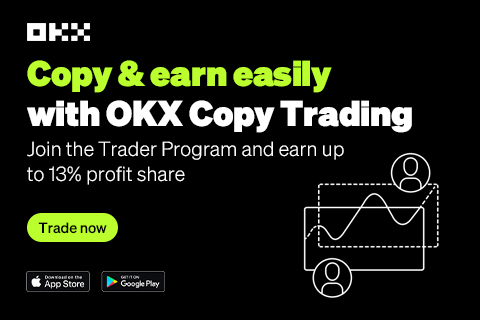 OKX
Copy & earn easily
with OKX Copy Trading
Join the Trader Program and earn up
to 13% profit share
Trade now
Download on the
App Store
GET IT ON
Google Play